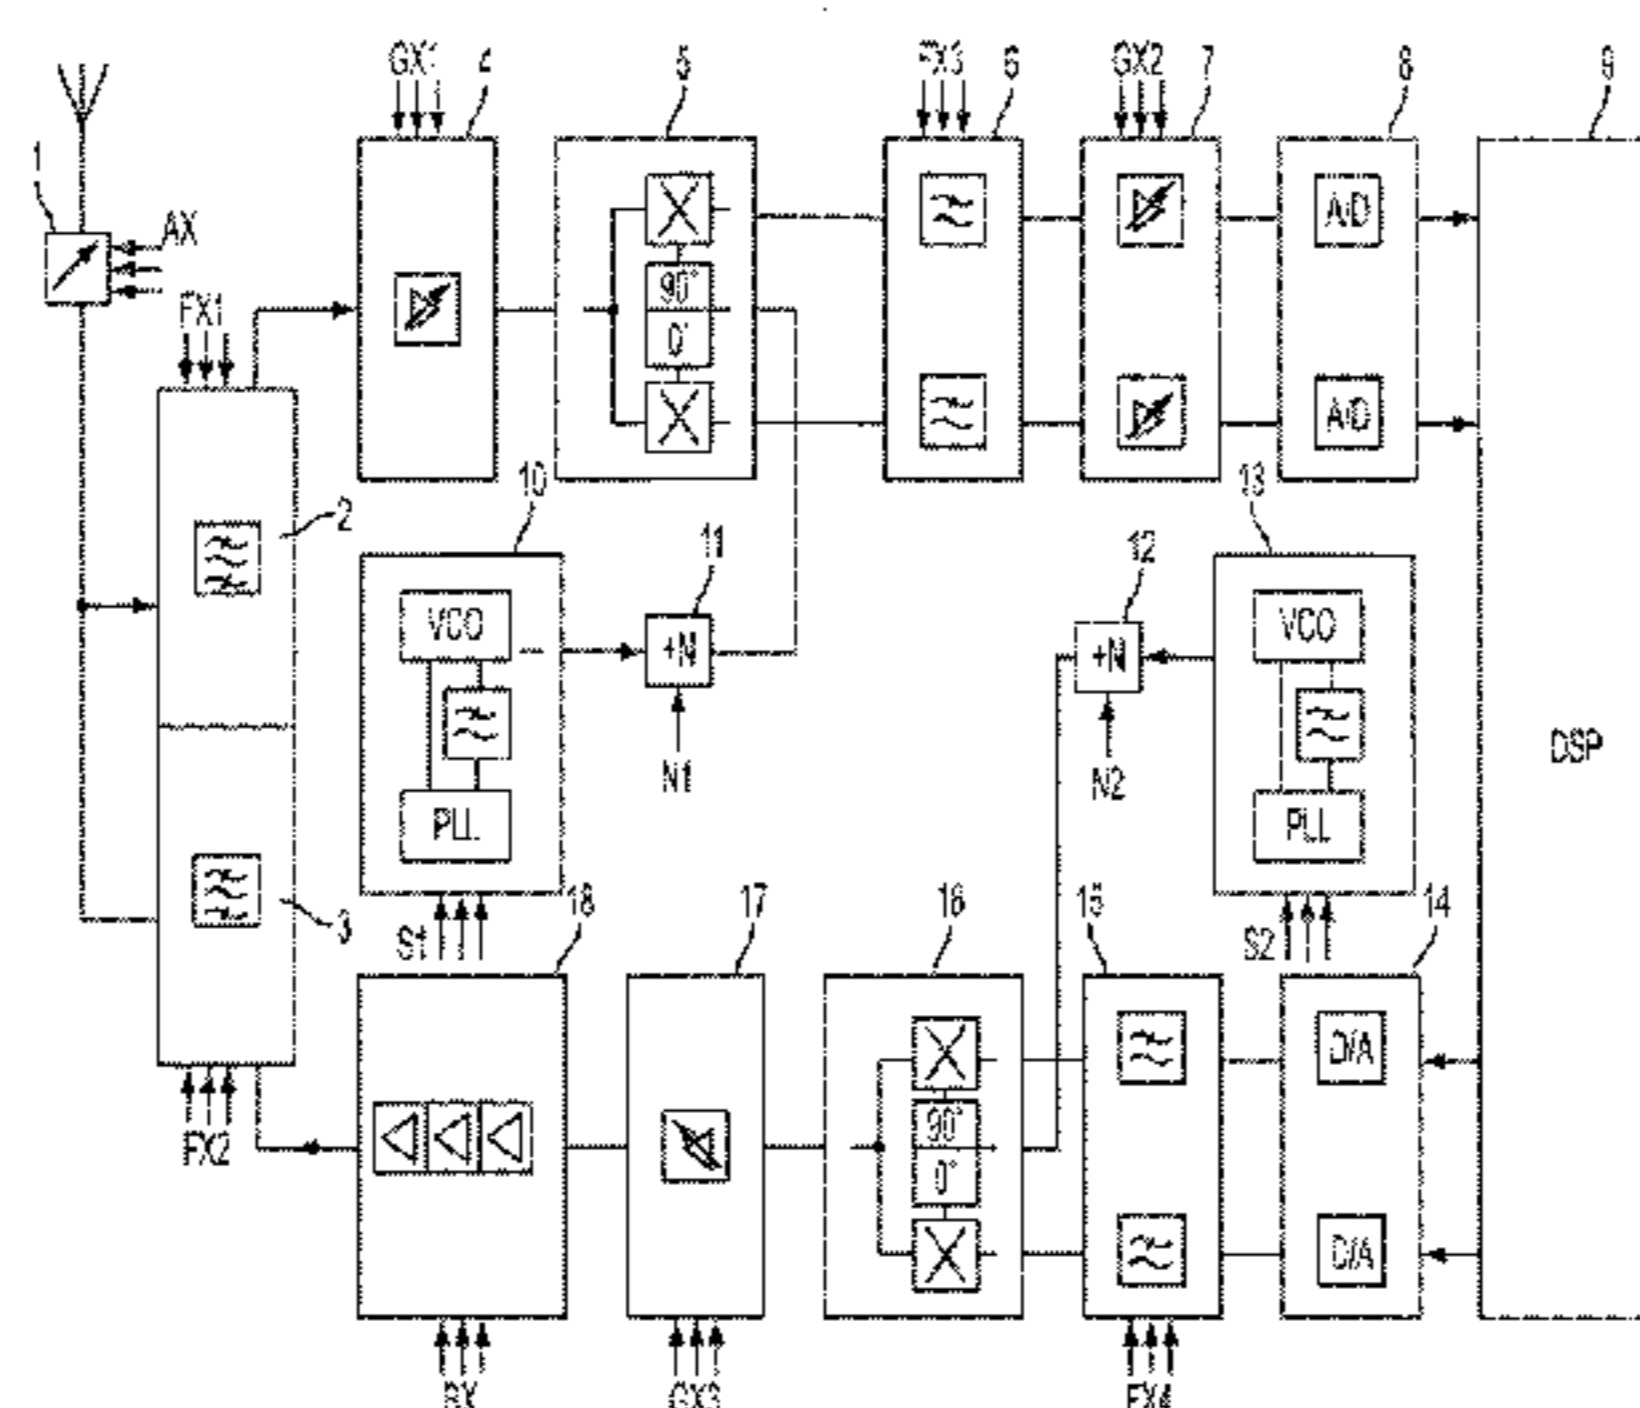 GX1 4 5 FX3 6 GX2 7 8 9
1
AX
A/D A/D
FX1
90°
0°
A/D A/D
10 13
11 12
2
VCO +N +N VCO
DSP
N1 N2
PLL PLL
3
S1 18 17 16 15 S2 14
D/A
90°
FX2
0°
D/A
BX GX3 FX4